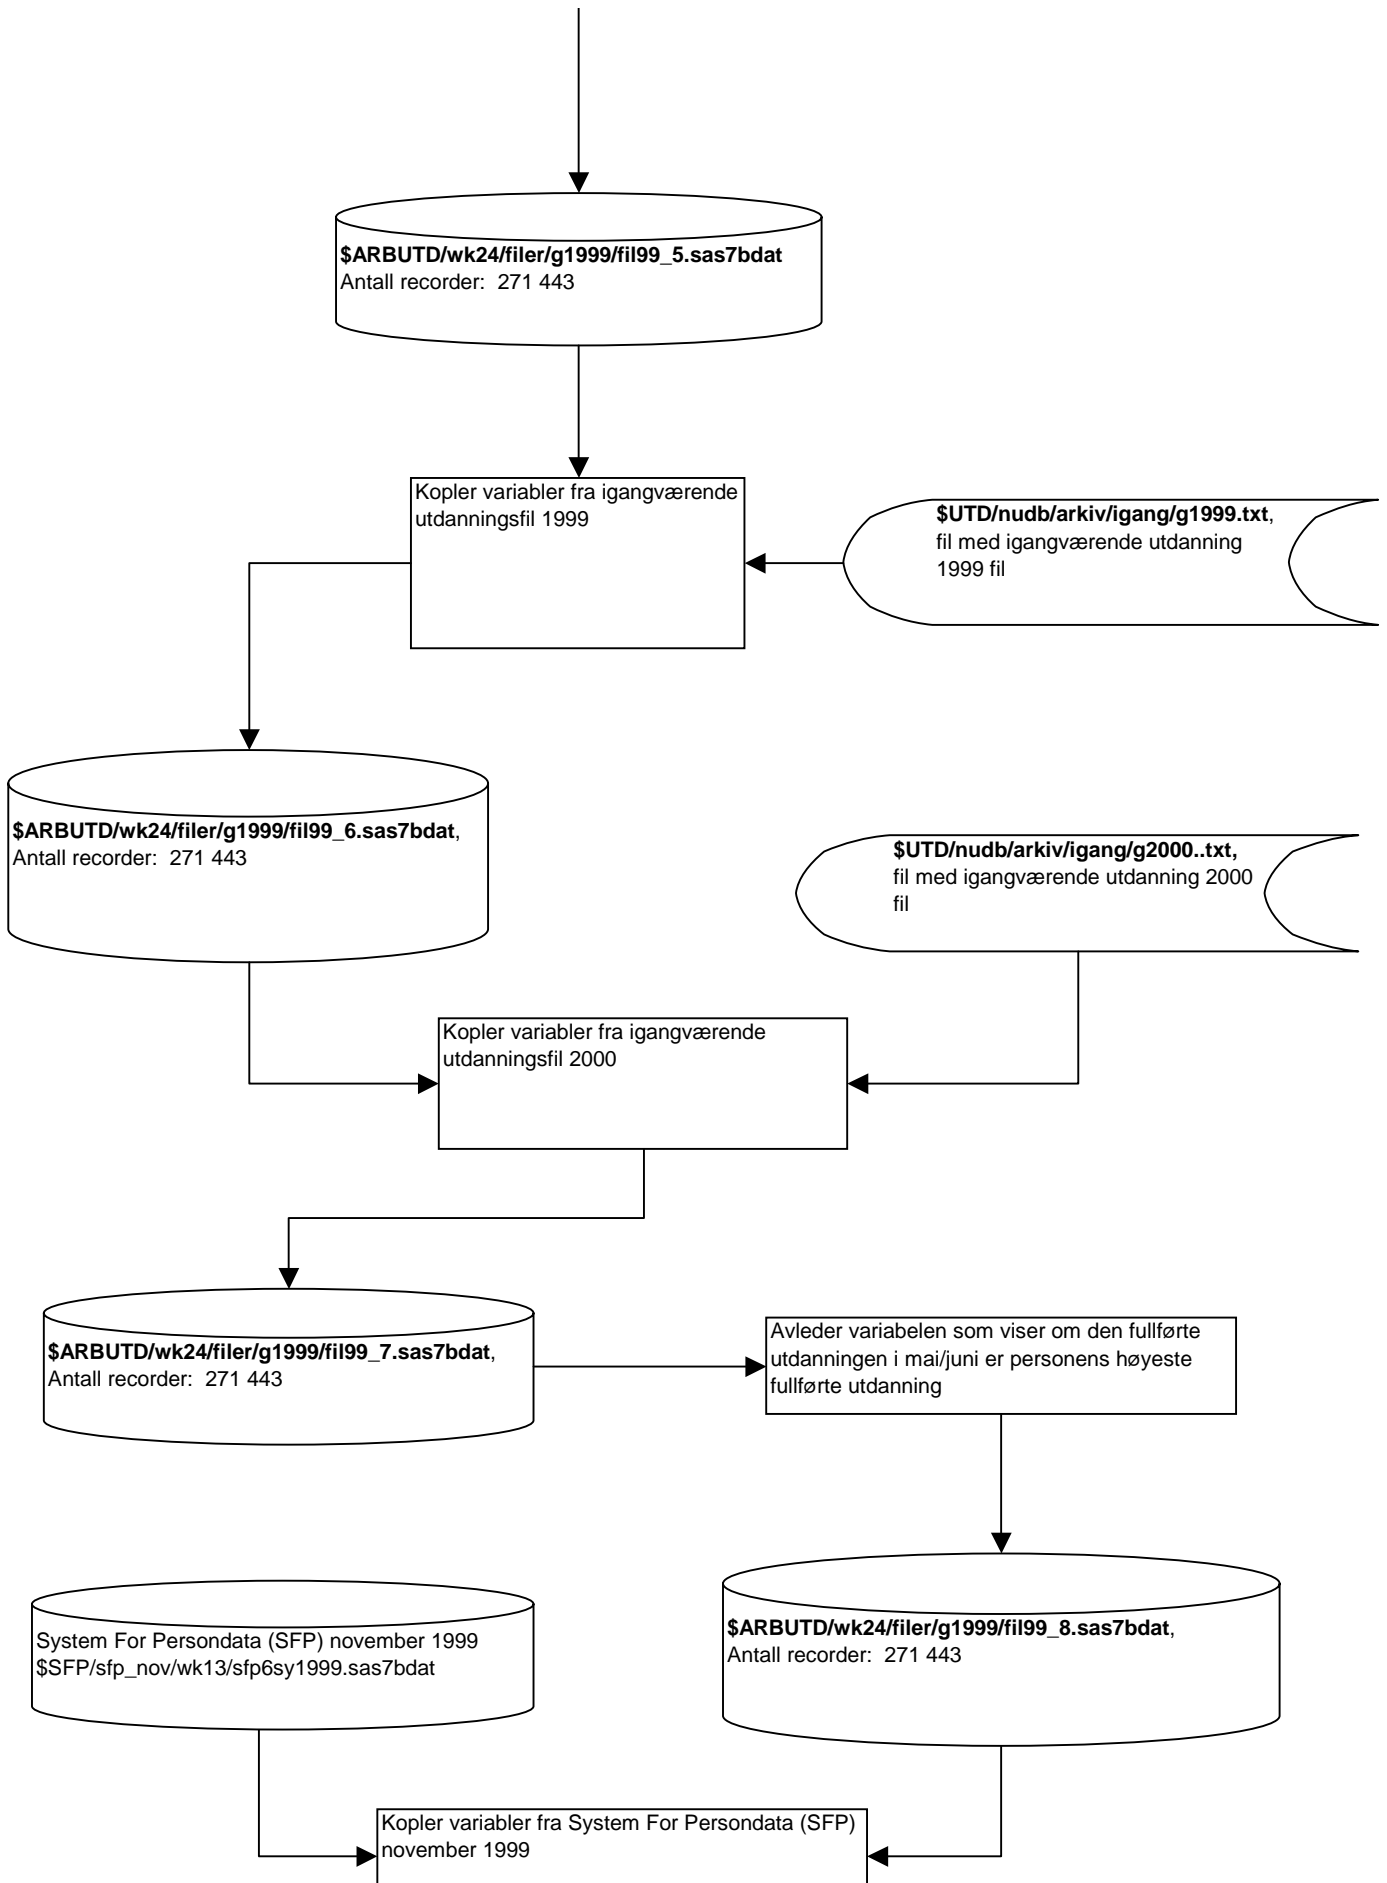 $ARBUTD/wk24/filer/g1999/fil99_5.sas7bdat
Antall recorder:  271 443
Kopler variabler fra igangværende
utdanningsfil 1999
$UTD/nudb/arkiv/igang/g1999.txt,
fil med igangværende utdanning
1999 fil
$ARBUTD/wk24/filer/g1999/fil99_6.sas7bdat,
Antall recorder:  271 443
$UTD/nudb/arkiv/igang/g2000..txt,
fil med igangværende utdanning 2000
fil
Kopler variabler fra igangværende
utdanningsfil 2000
$ARBUTD/wk24/filer/g1999/fil99_7.sas7bdat,
Antall recorder:  271 443
Avleder variabelen som viser om den fullførte
utdanningen i mai/juni er personens høyeste
fullførte utdanning
System For Persondata (SFP) november 1999
$SFP/sfp_nov/wk13/sfp6sy1999.sas7bdat
$ARBUTD/wk24/filer/g1999/fil99_8.sas7bdat,
Antall recorder:  271 443
Kopler variabler fra System For Persondata (SFP)
november 1999